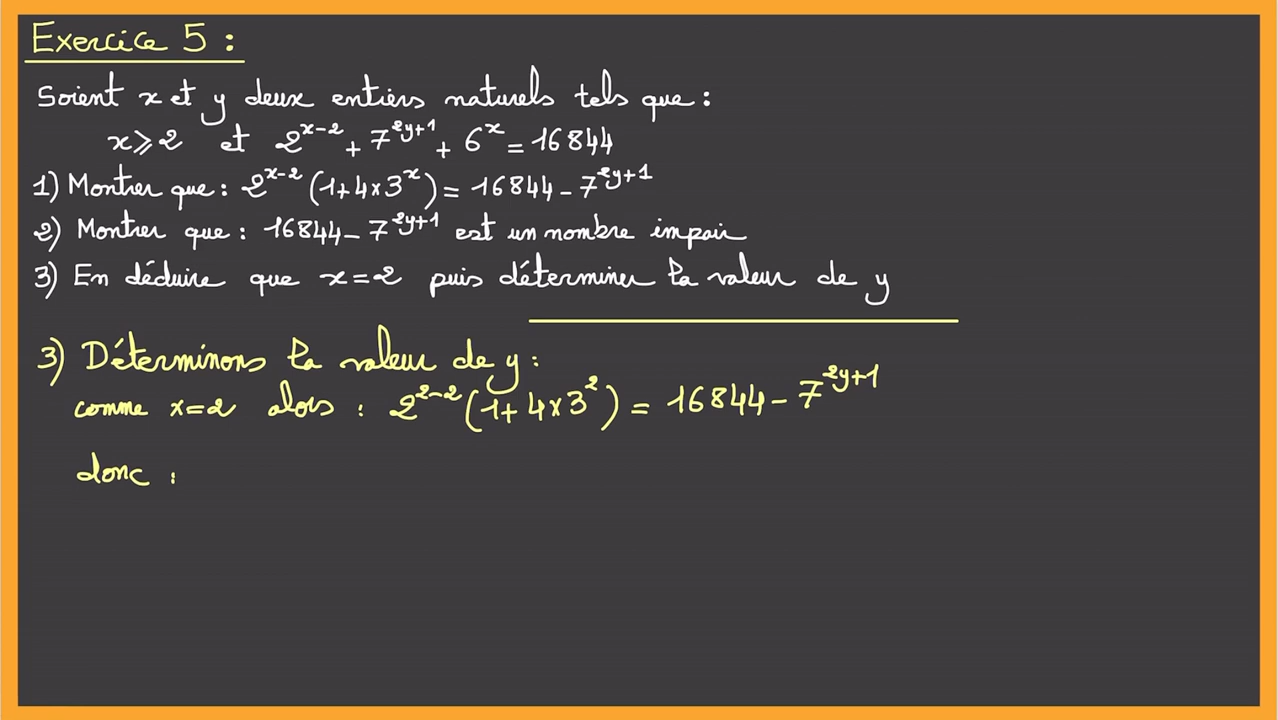 Exercice 5 :
Soient x et y deux entiers naturels tels que :
x ⩾ 2 et 2^{x-2} + 7^{2y+1} + 6^x = 16844
1) Montrer que : 2^{x-2} (1+4×3^x) = 16844 - 7^{2y+1}
2) Montrer que : 16844 - 7^{2y+1} est un nombre impair
3) En déduire que x=2 puis déterminer la valeur de y
3) Déterminons la valeur de y :
comme x=2 alors : 2^{2-2} (1+4×3^2) = 16844 - 7^{2y+1}
donc :